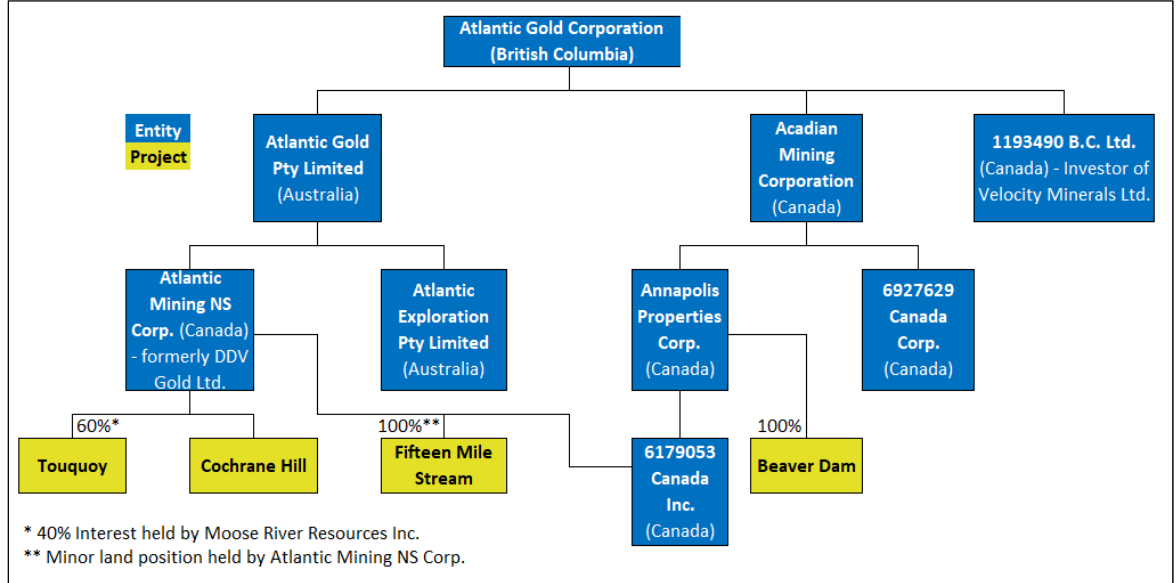 Atlantic Gold Corporation
(British Columbia)
Entity
Project
Atlantic Gold
Pty Limited
(Australia)
Acadian
Mining
Corporation
(Canada)
1193490 B.C. Ltd.
(Canada) - Investor of
Velocity Minerals Ltd.
Atlantic
Mining NS
Corp. (Canada)
- formerly DDV
Gold Ltd.
Atlantic
Exploration
Pty Limited
(Australia)
Annapolis
Properties
Corp.
(Canada)
6927629
Canada
Corp.
(Canada)
60%*
Touquoy
Cochrane Hill
100%**
Fifteen Mile
Stream
6179053
Canada
Inc.
(Canada)
100%
Beaver Dam
* 40% Interest held by Moose River Resources Inc.
** Minor land position held by Atlantic Mining NS Corp.